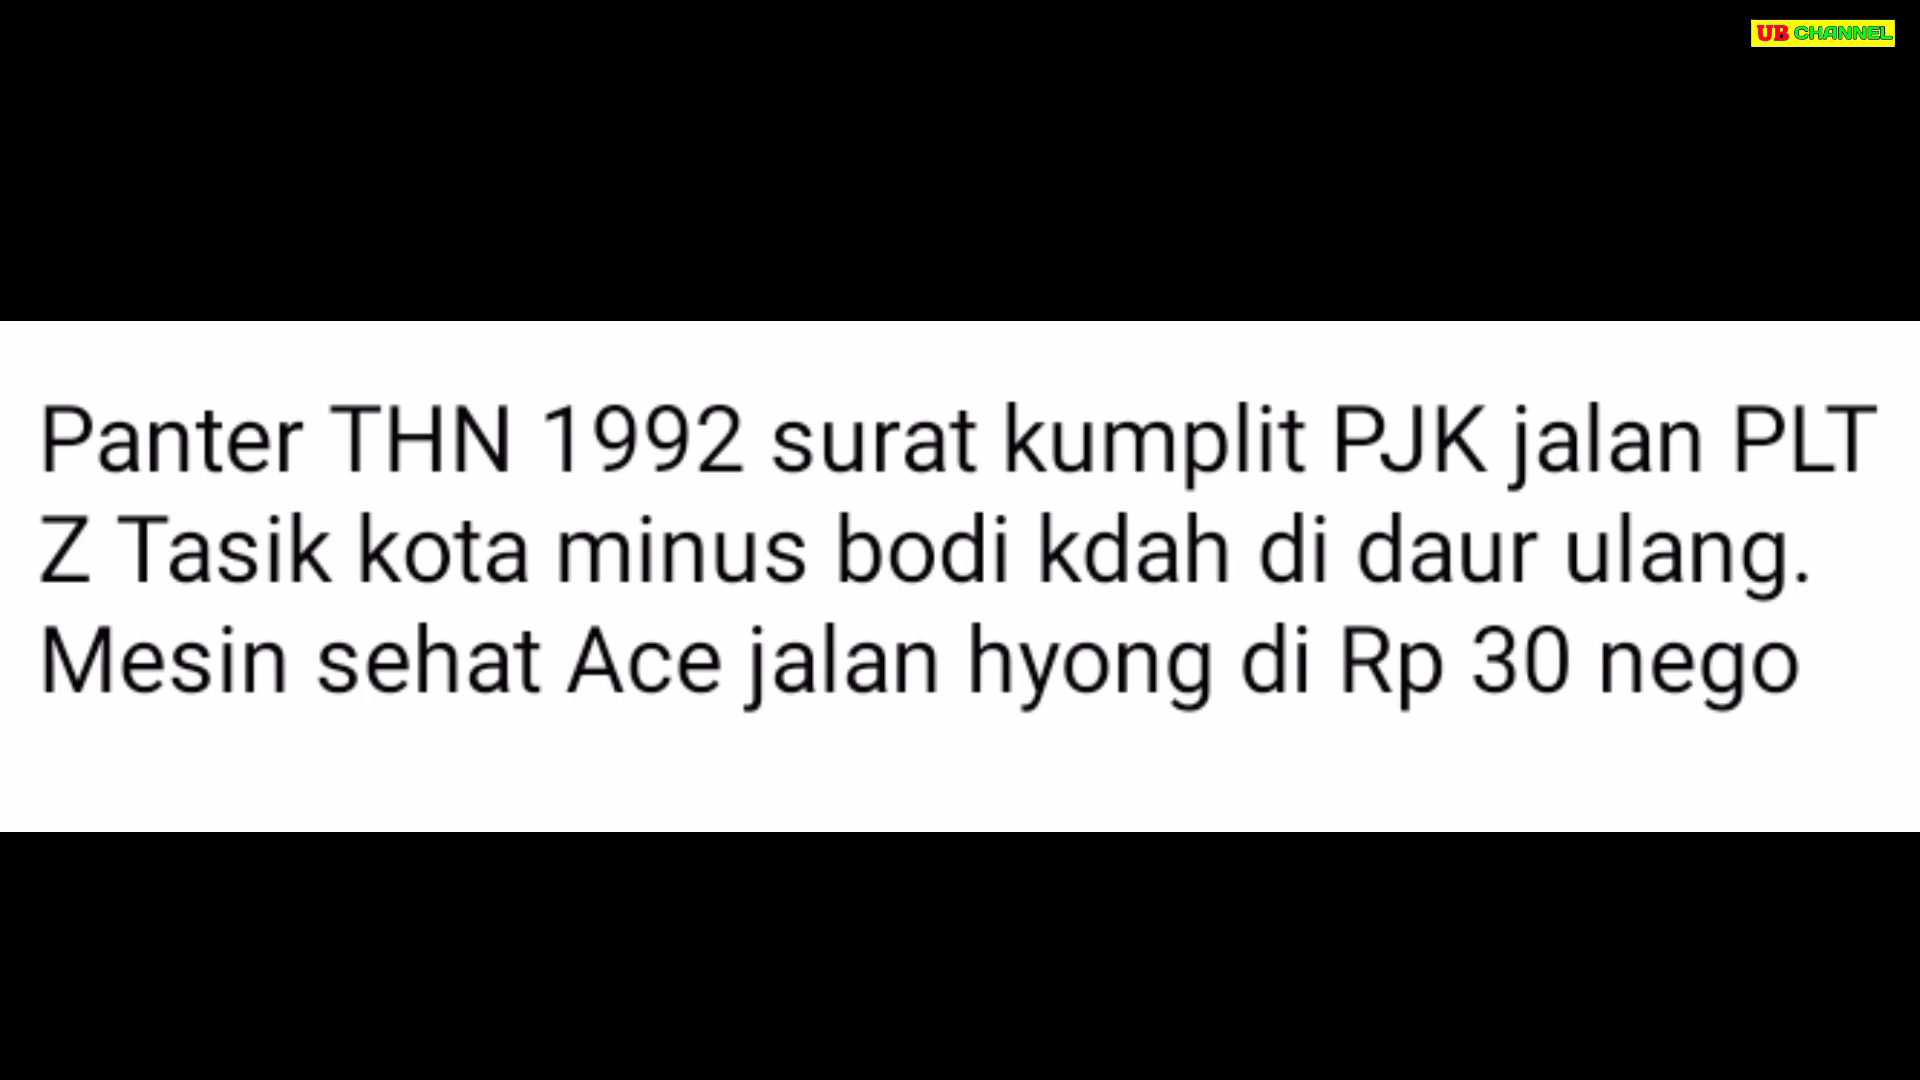 UB CHANNEL
Panter THN 1992 surat kumplit PJK jalan PLT
Z Tasik kota minus bodi kdah di daur ulang.
Mesin sehat Ace jalan hyong di Rp 30 nego